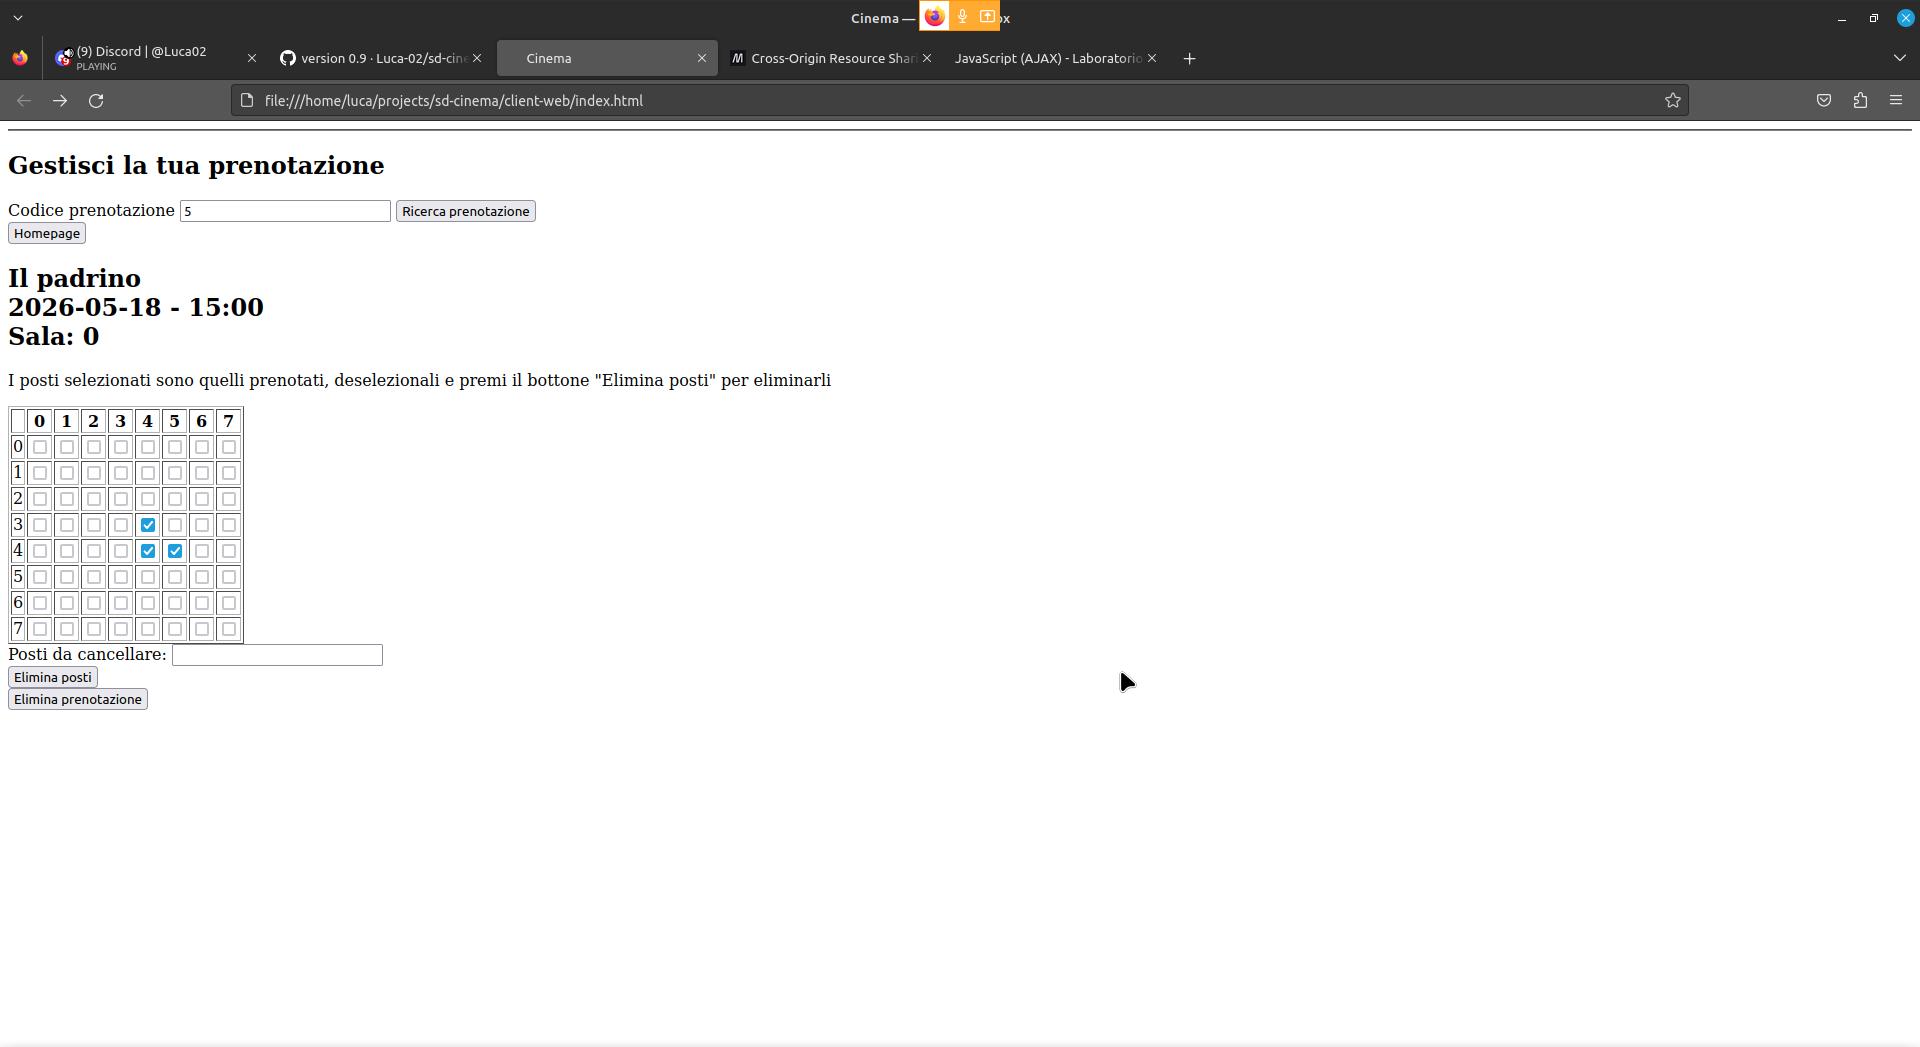 Cinema — ox
(9) Discord | @Luca02
PLAYING
version 0.9 · Luca-02/sd-cine
Cinema
Cross-Origin Resource Shar
JavaScript (AJAX) - Laboratorio
file:///home/luca/projects/sd-cinema/client-web/index.html
Gestisci la tua prenotazione
Codice prenotazione 5 Ricerca prenotazione
Homepage
Il padrino
2026-05-18 - 15:00
Sala: 0
I posti selezionati sono quelli prenotati, deselezionali e premi il bottone "Elimina posti" per eliminarli
0 1 2 3 4 5 6 7
0
1
2
3
4
5
6
7
Posti da cancellare:
Elimina posti
Elimina prenotazione